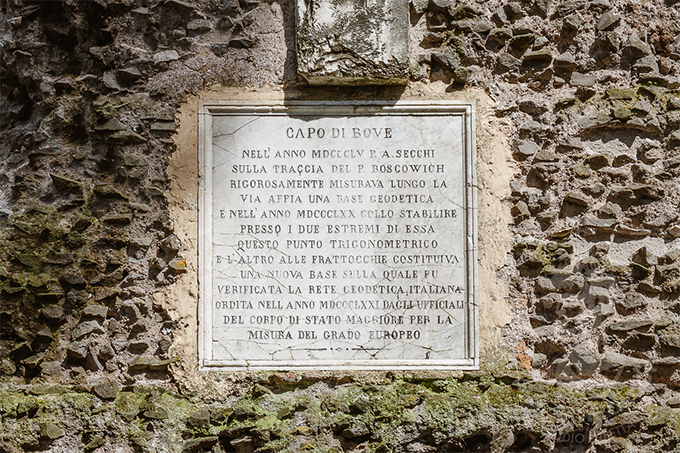 CAPO DI BOVE
NELL'ANNO MDCCCLV P. A. SECCHI
SULLA TRACCIA DEL P. BOSCOWICH
RIGOROSAMENTE MISURAVA LUNGO LA
VIA APPIA UNA BASE GEODETICA
E NELL'ANNO MDCCCLXX COLLO STABILIRE
PRESSO I DUE ESTREMI DI ESSA
QUESTO PUNTO TRIGONOMETRICO
E L'ALTRO ALLE FRATTOCCHIE COSTITUIVA
UNA NUOVA BASE SULLA QUALE FU
VERIFICATA LA RETE GEODETICA ITALIANA
ORDITA NELL'ANNO MDCCCLXXI DAGLI UFFICIALI
DEL CORPO DI STATO MAGGIORE PER LA
MISURA DEL GRADO EUROPEO